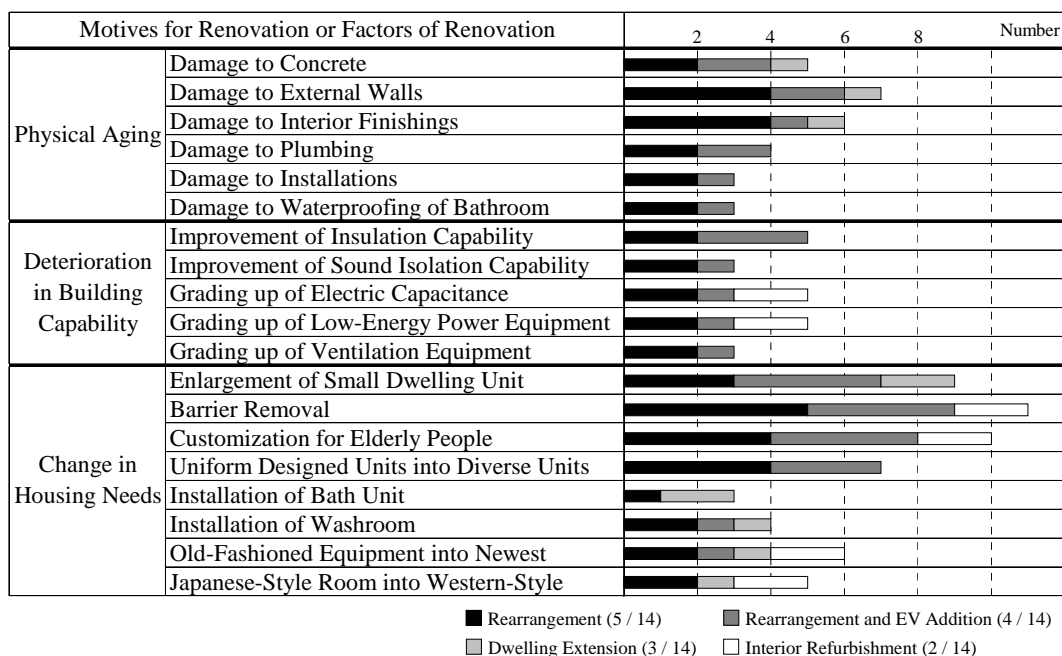 Motives for Renovation or Factors of Renovation
2 4 6 8 Number
Physical Aging
Damage to Concrete
Damage to External Walls
Damage to Interior Finishings
Damage to Plumbing
Damage to Installations
Damage to Waterproofing of Bathroom
Deterioration
in Building
Capability
Improvement of Insulation Capability
Improvement of Sound Isolation Capability
Grading up of Electric Capacitance
Grading up of Low-Energy Power Equipment
Grading up of Ventilation Equipment
Change in
Housing Needs
Enlargement of Small Dwelling Unit
Barrier Removal
Customization for Elderly People
Uniform Designed Units into Diverse Units
Installation of Bath Unit
Installation of Washroom
Old-Fashioned Equipment into Newest
Japanese-Style Room into Western-Style
Rearrangement (5 / 14)
Rearrangement and EV Addition (4 / 14)
Dwelling Extension (3 / 14)
Interior Refurbishment (2 / 14)